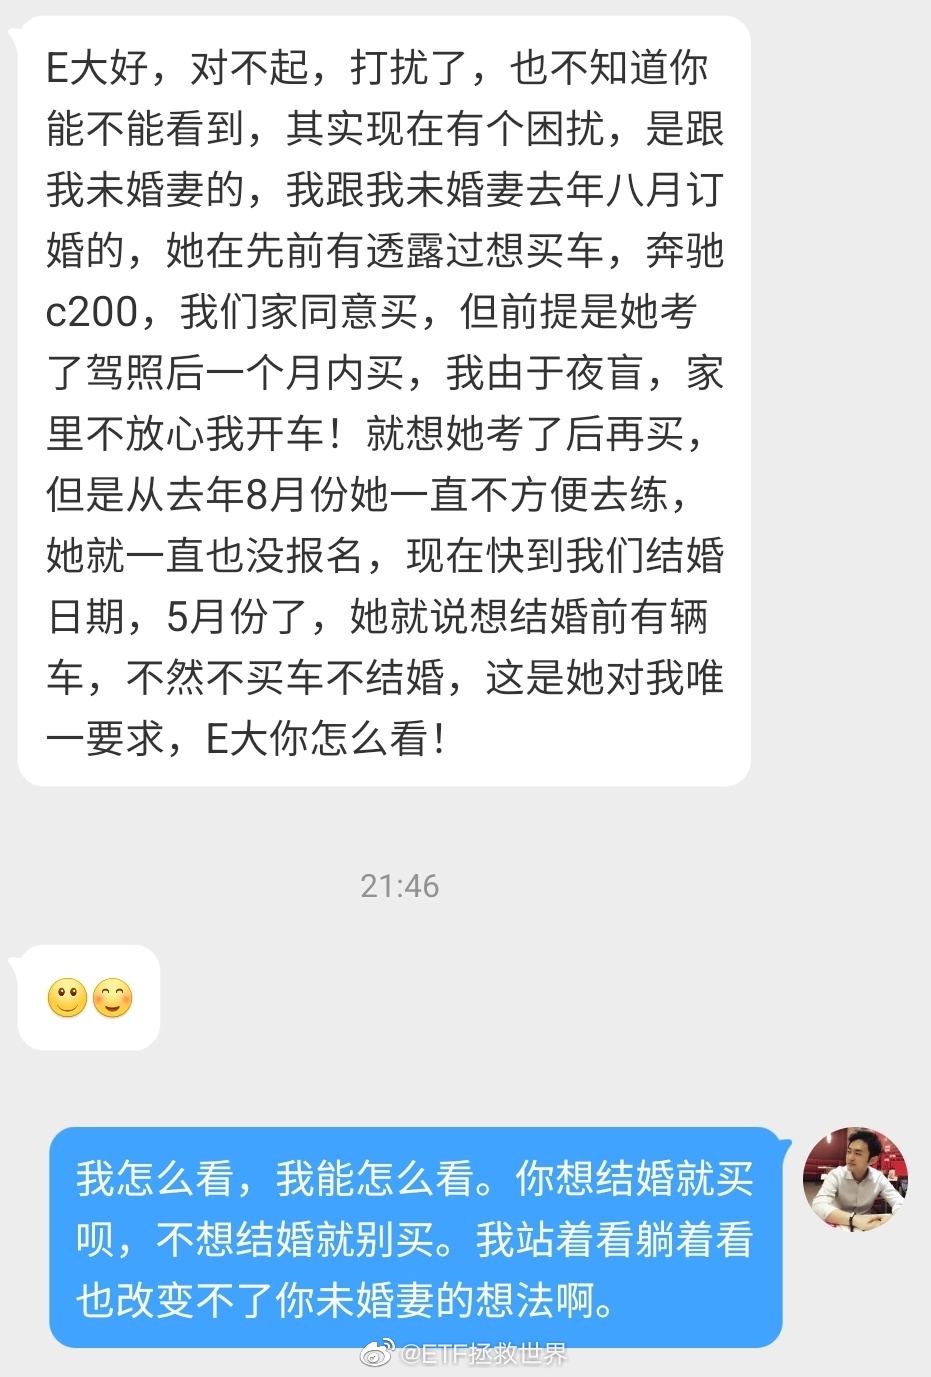 E大好，对不起，打扰了，也不知道你
能不能看到，其实现在有个困扰，是跟
我未婚妻的，我跟我未婚妻去年八月订
婚的，她在先前有透露过想买车，奔驰
c200，我们家同意买，但前提是她考
了驾照后一个月内买，我由于夜盲，家
里不放心我开车！就想她考了后再买，
但是从去年8月份她一直不方便去练，
她就一直也没报名，现在快到我们结婚
日期，5月份了，她就说想结婚前有辆
车，不然不买车不结婚，这是她对我唯
一要求，E大你怎么看！
21:46
我怎么看，我能怎么看。你想结婚就买
呗，不想结婚就别买。我站着看躺着看
也改变不了你未婚妻的想法啊。
@ETF拯救世界